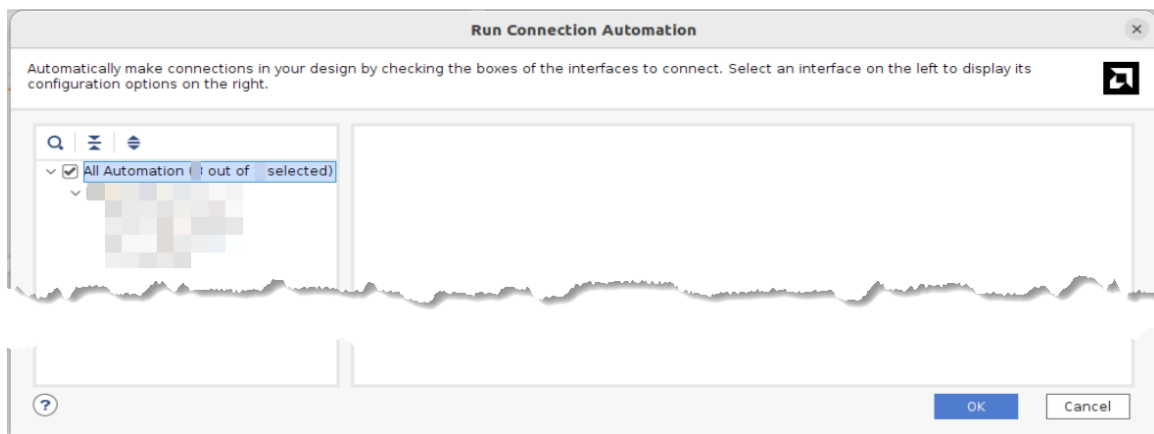 Run Connection Automation
Automatically make connections in your design by checking the boxes of the interfaces to connect. Select an interface on the left to display its
configuration options on the right.
All Automation ( out of selected)
?
OK
Cancel